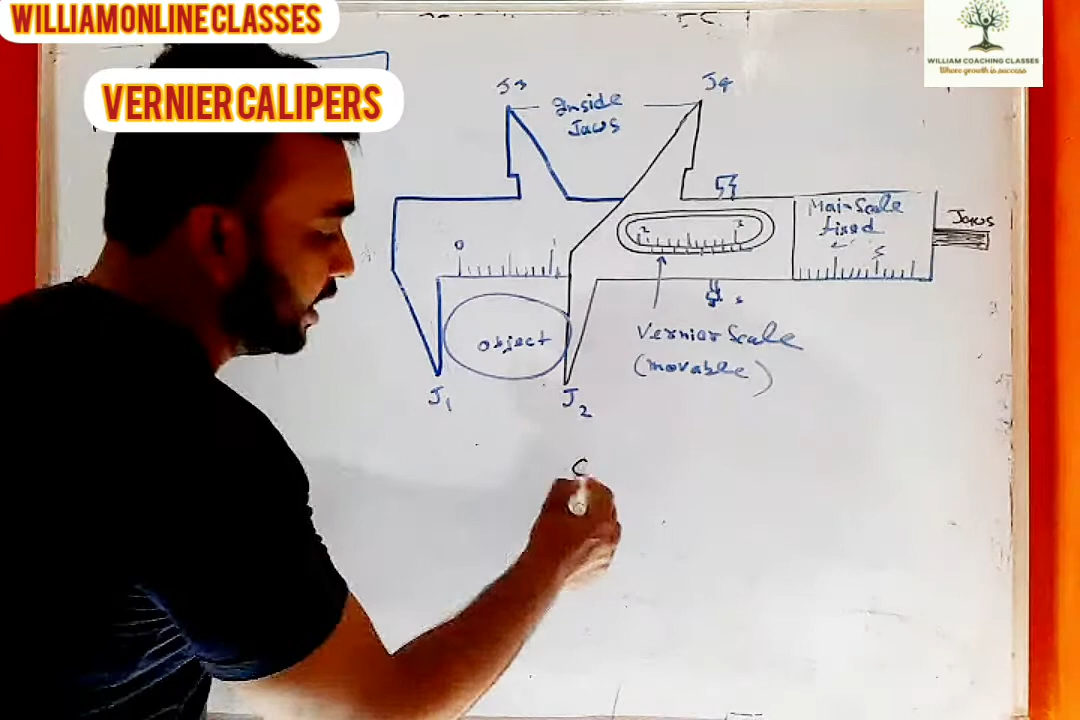 WILLIAMONLINE CLASSES
WILLIAM COACHING CLASSES
Where growth is success
VERNIER CALIPERS
J3
Inside
Jaws
J4
Main Scale
fixed
Jaws
0
1
2
3
5
object
Vernier Scale
(movable)
J1
J2
s
C